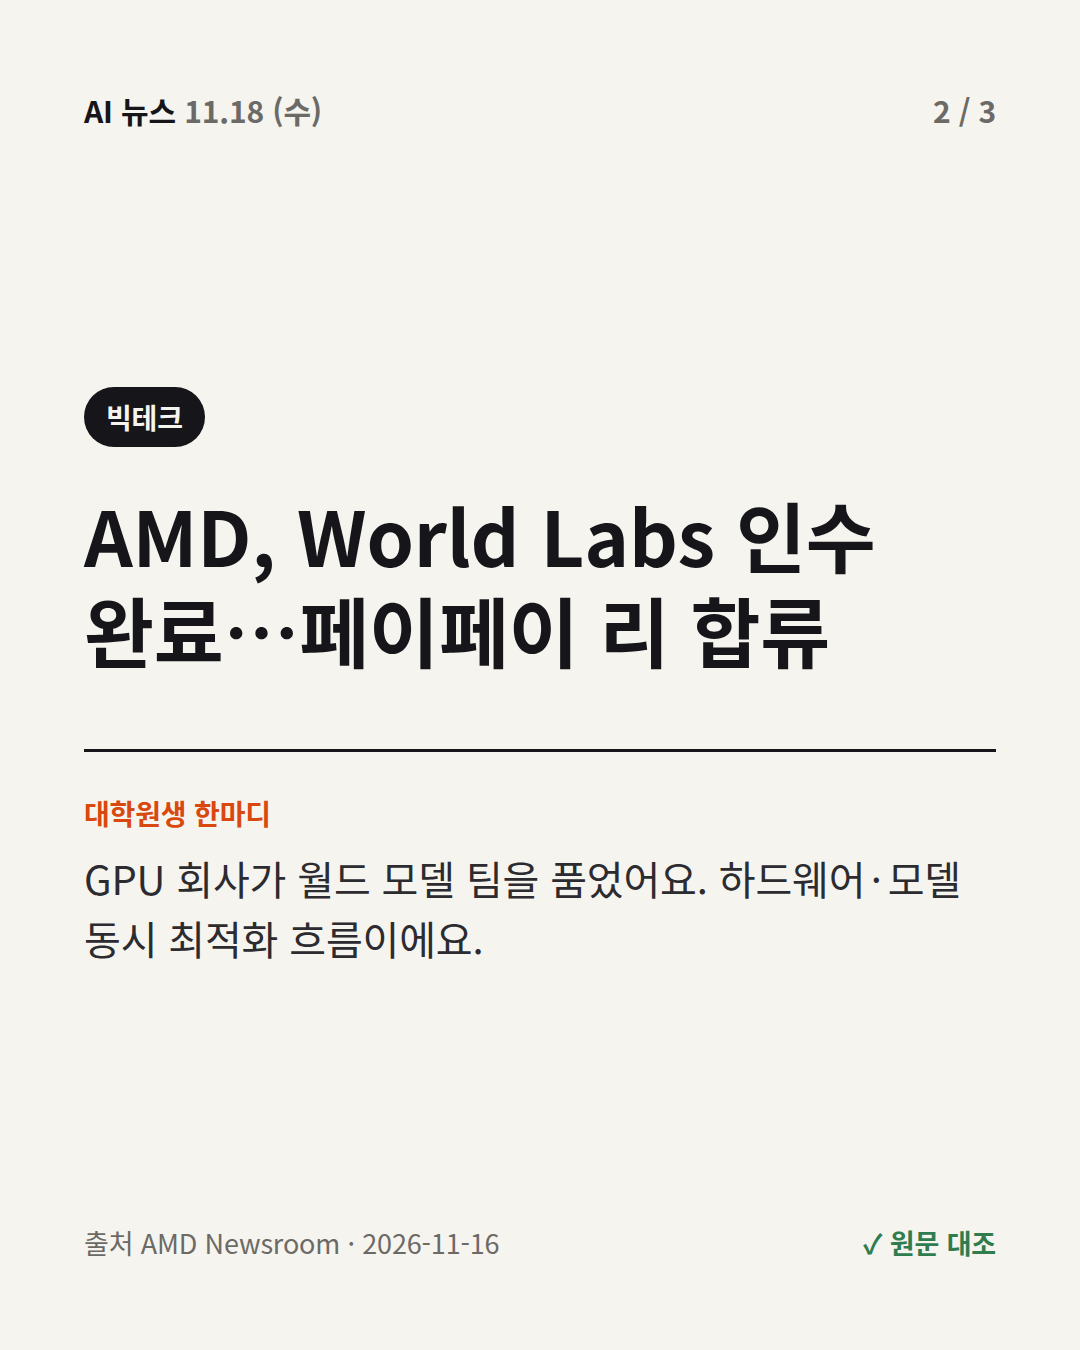 AI 뉴스 11.18 (수)
2 / 3
빅테크
AMD, World Labs 인수
완료…페이페이 리 합류
대학원생 한마디
GPU 회사가 월드 모델 팀을 품었어요. 하드웨어·모델
동시 최적화 흐름이에요.
출처 AMD Newsroom · 2026-11-16
✓ 원문 대조